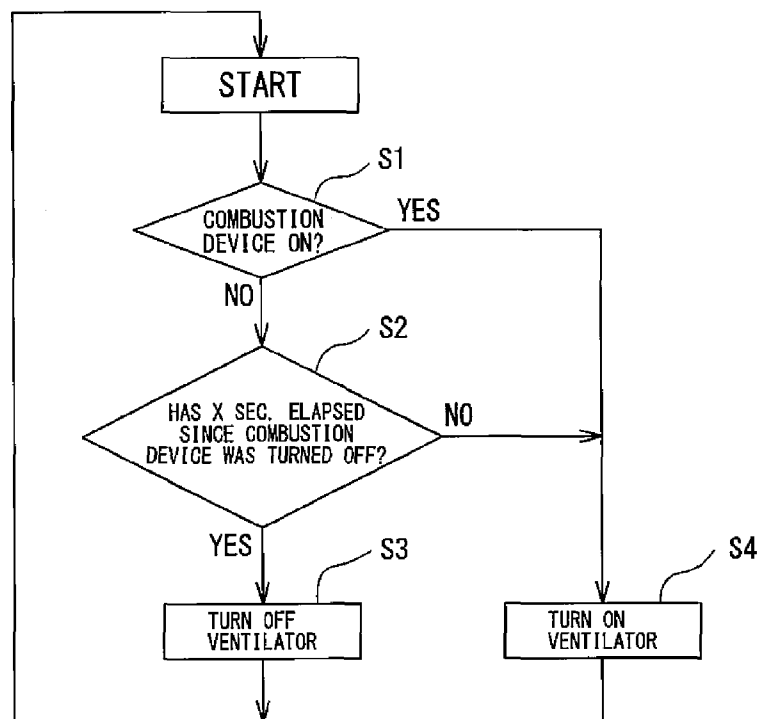 START
S1
COMBUSTION
DEVICE ON?
YES
NO
S2
HAS X SEC. ELAPSED
SINCE COMBUSTION
DEVICE WAS TURNED OFF?
NO
YES
S3
S4
TURN OFF
VENTILATOR
TURN ON
VENTILATOR